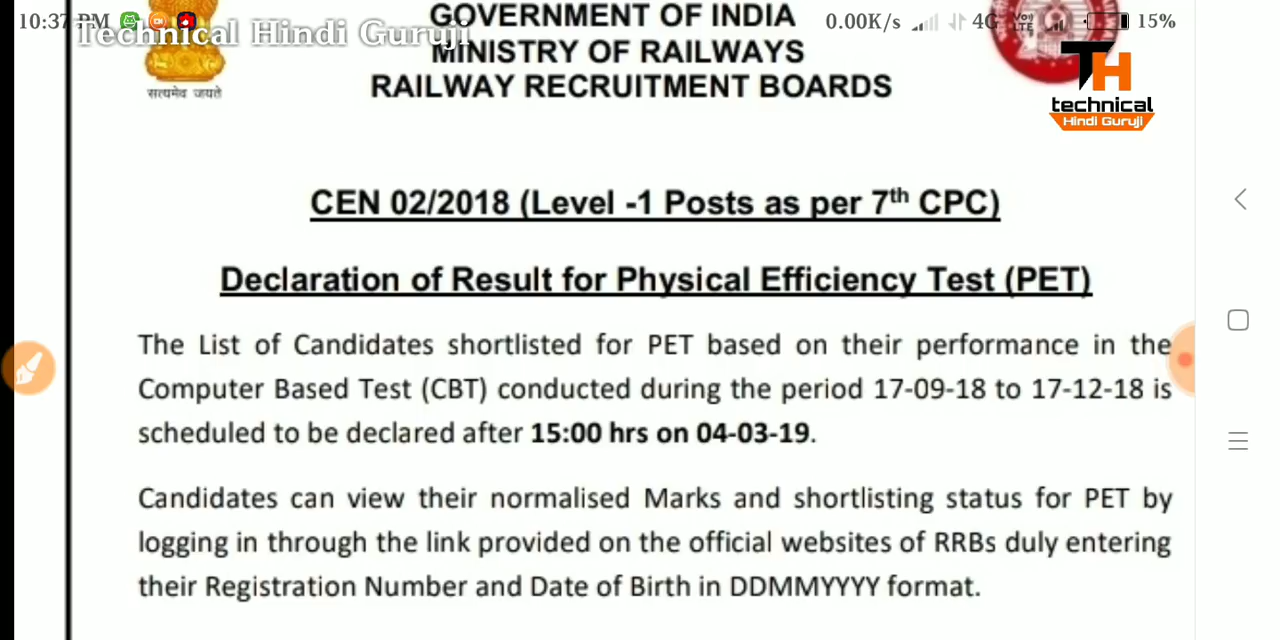 10:37 PM
0.00K/s
4G
Vo) LTE
15%
Technical Hindi Guruji
GOVERNMENT OF INDIA
MINISTRY OF RAILWAYS
RAILWAY RECRUITMENT BOARDS
सत्यमेव जयते
TH
technical
Hindi Guruji
CEN 02/2018 (Level -1 Posts as per 7th CPC)
Declaration of Result for Physical Efficiency Test (PET)
The List of Candidates shortlisted for PET based on their performance in the
Computer Based Test (CBT) conducted during the period 17-09-18 to 17-12-18 is
scheduled to be declared after 15:00 hrs on 04-03-19.
Candidates can view their normalised Marks and shortlisting status for PET by
logging in through the link provided on the official websites of RRBs duly entering
their Registration Number and Date of Birth in DDMMYYYY format.